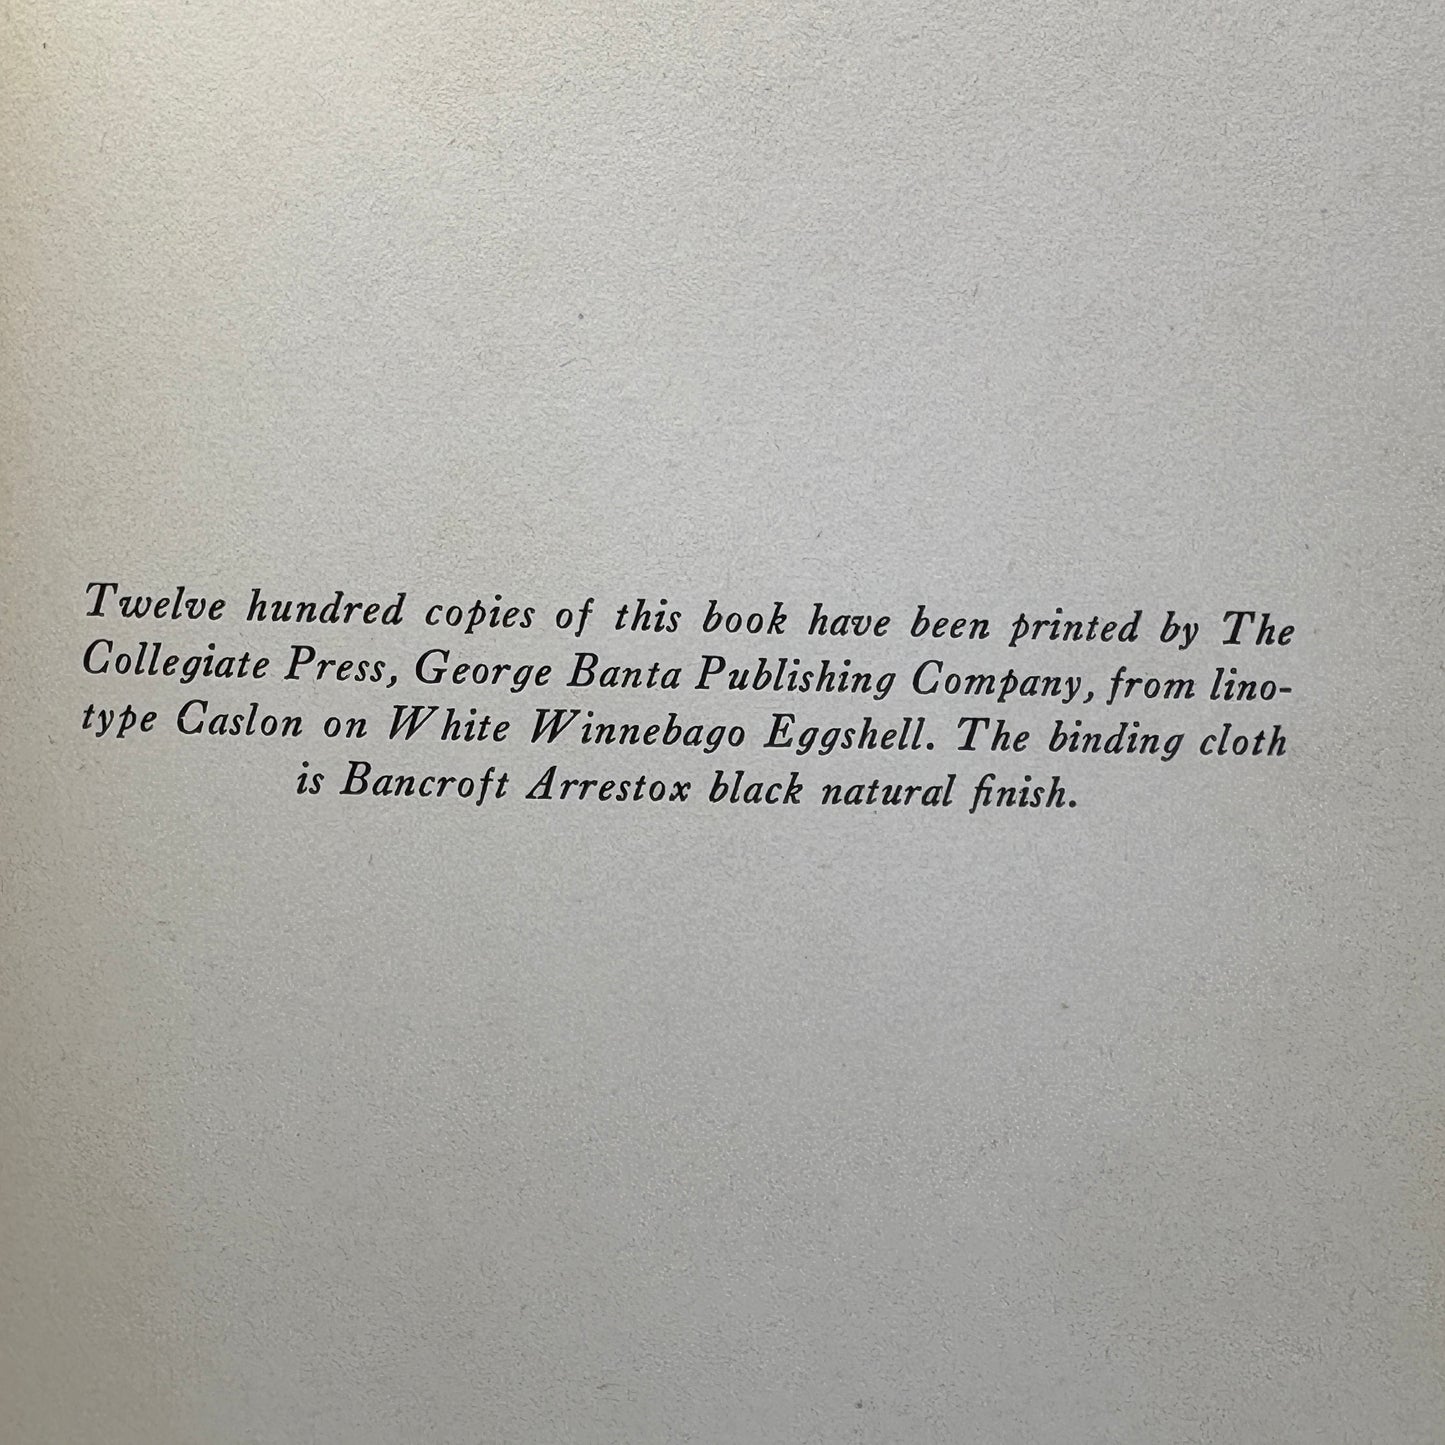 Twelve hundred copies of this book have been printed by The
Collegiate Press, George Banta Publishing Company, from lino-
type Caslon on White Winnebago Eggshell. The binding cloth
is Bancroft Arrestox black natural finish.